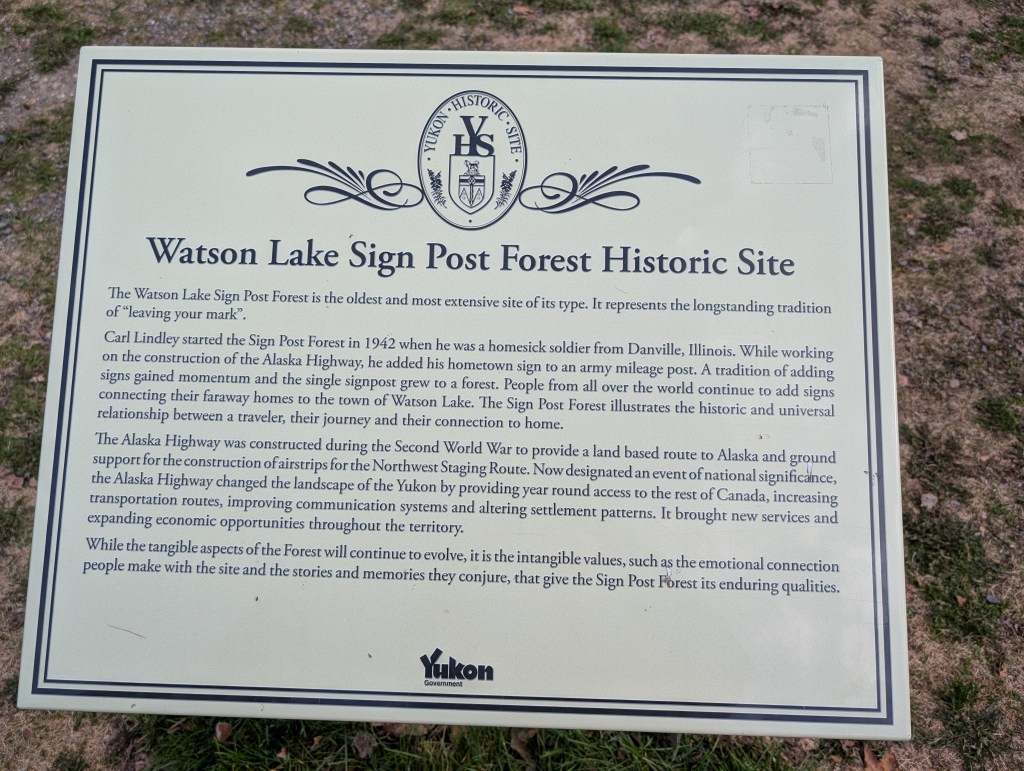 YUKON · HISTORIC · SITE
YHS
Watson Lake Sign Post Forest Historic Site
The Watson Lake Sign Post Forest is the oldest and most extensive site of its type. It represents the longstanding tradition
of “leaving your mark”.
Carl Lindley started the Sign Post Forest in 1942 when he was a homesick soldier from Danville, Illinois. While working
on the construction of the Alaska Highway, he added his hometown sign to an army mileage post. A tradition of adding
signs gained momentum and the single signpost grew to a forest. People from all over the world continue to add signs
connecting their faraway homes to the town of Watson Lake. The Sign Post Forest illustrates the historic and universal
relationship between a traveler, their journey and their connection to home.
The Alaska Highway was constructed during the Second World War to provide a land based route to Alaska and ground
support for the construction of airstrips for the Northwest Staging Route. Now designated an event of national significance,
the Alaska Highway changed the landscape of the Yukon by providing year round access to the rest of Canada, increasing
transportation routes, improving communication systems and altering settlement patterns. It brought new services and
expanding economic opportunities throughout the territory.
While the tangible aspects of the Forest will continue to evolve, it is the intangible values, such as the emotional connection
people make with the site and the stories and memories they conjure, that give the Sign Post Forest its enduring qualities.
Yukon
Government